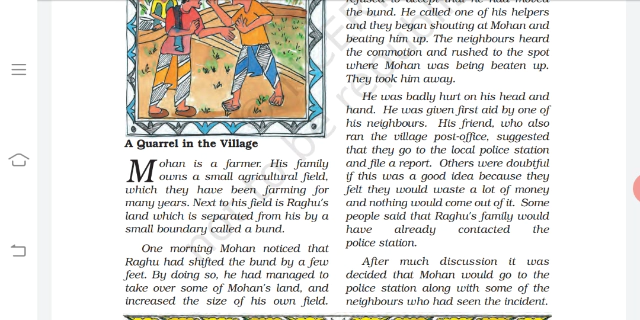 A Quarrel in the Village
Mohan is a farmer. His family
owns a small agricultural field,
which they have been farming for
many years. Next to his field is Raghu's
land which is separated from his by a
small boundary called a bund.
One morning Mohan noticed that
Raghu had shifted the bund by a few
feet. By doing so, he had managed to
take over some of Mohan's land, and
increased the size of his own field.
refused to accept that he had moved
the bund. He called one of his helpers
and they began shouting at Mohan and
beating him up. The neighbours heard
the commotion and rushed to the spot
where Mohan was being beaten up.
They took him away.
He was badly hurt on his head and
hand. He was given first aid by one of
his neighbours. His friend, who also
ran the village post-office, suggested
that they go to the local police station
and file a report. Others were doubtful
if this was a good idea because they
felt they would waste a lot of money
and nothing would come out of it. Some
people said that Raghu's family would
have already contacted the
police station.
After much discussion it was
decided that Mohan would go to the
police station along with some of the
neighbours who had seen the incident.